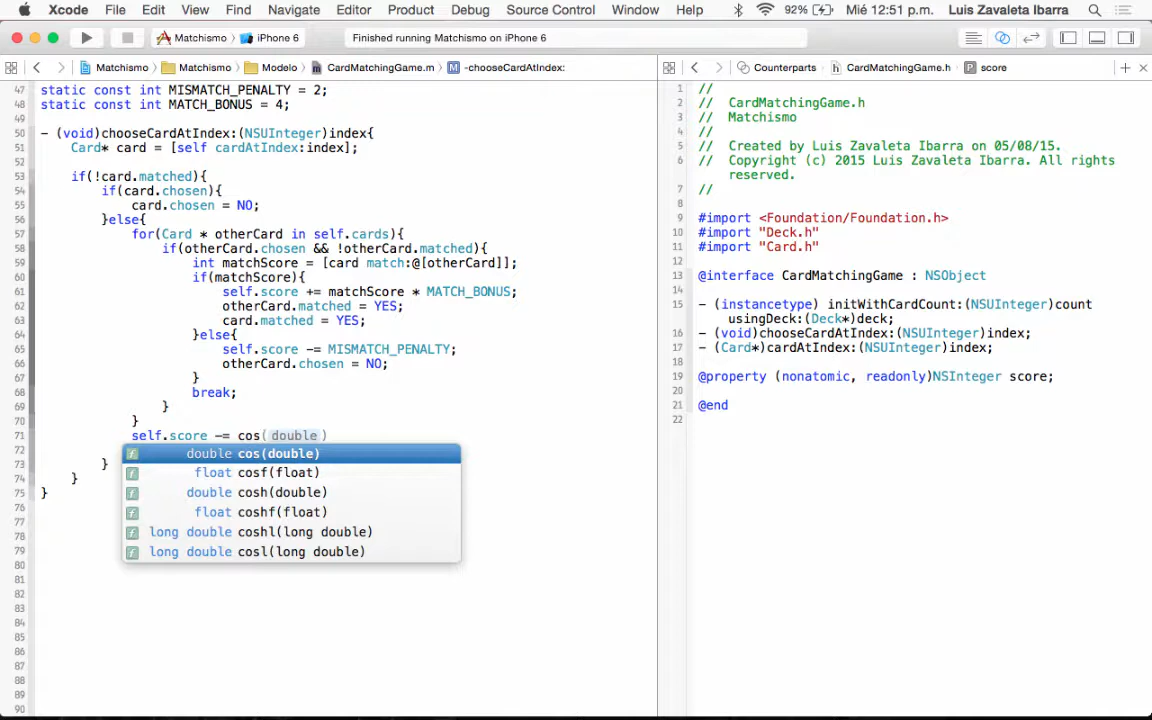 Xcode File Edit View Find Navigate Editor Product Debug Source Control Window Help 92% Mié 12:51 p.m. Luis Zavaleta Ibarra
Matchismo iPhone 6 Finished running Matchismo on iPhone 6
Matchismo Matchismo Modelo CardMatchingGame.m M -chooseCardAtIndex:
Counterparts h CardMatchingGame.h P score
47 static const int MISMATCH_PENALTY = 2;
48 static const int MATCH_BONUS = 4;
49
50 - (void)chooseCardAtIndex:(NSUInteger)index{
51 Card* card = [self cardAtIndex:index];
52
53 if(!card.matched){
54 if(card.chosen){
55 card.chosen = NO;
56 }else{
57 for(Card * otherCard in self.cards){
58 if(otherCard.chosen && !otherCard.matched){
59 int matchScore = [card match:@[otherCard]];
60 if(matchScore){
61 self.score += matchScore * MATCH_BONUS;
62 otherCard.matched = YES;
63 card.matched = YES;
64 }else{
65 self.score -= MISMATCH_PENALTY;
66 otherCard.chosen = NO;
67 }
68 break;
69 }
70 }
71 self.score -= cos(double)
72
73 }
74 }
75 }
76
77
78
79
80
81
82
83
84
85
86
87
88
89
90
f double cos(double)
f float cosf(float)
f double cosh(double)
f float coshf(float)
f long double coshl(long double)
f long double cosl(long double)
1 //
2 // CardMatchingGame.h
3 // Matchismo
4 //
5 // Created by Luis Zavaleta Ibarra on 05/08/15.
6 // Copyright (c) 2015 Luis Zavaleta Ibarra. All rights
reserved.
7 //
8
9 #import <Foundation/Foundation.h>
10 #import "Deck.h"
11 #import "Card.h"
12
13 @interface CardMatchingGame : NSObject
14
15 - (instancetype) initWithCardCount:(NSUInteger)count
usingDeck:(Deck*)deck;
16 - (void)chooseCardAtIndex:(NSUInteger)index;
17 - (Card*)cardAtIndex:(NSUInteger)index;
18
19 @property (nonatomic, readonly)NSInteger score;
20
21 @end
22